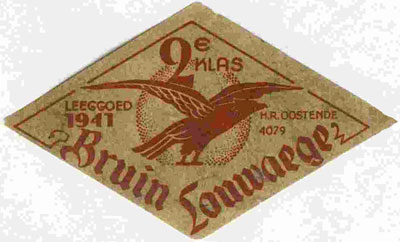 2E
KLAS
LEEGGOED
1941
H.R. OOSTENDE
4079
Bruin
Louwaege